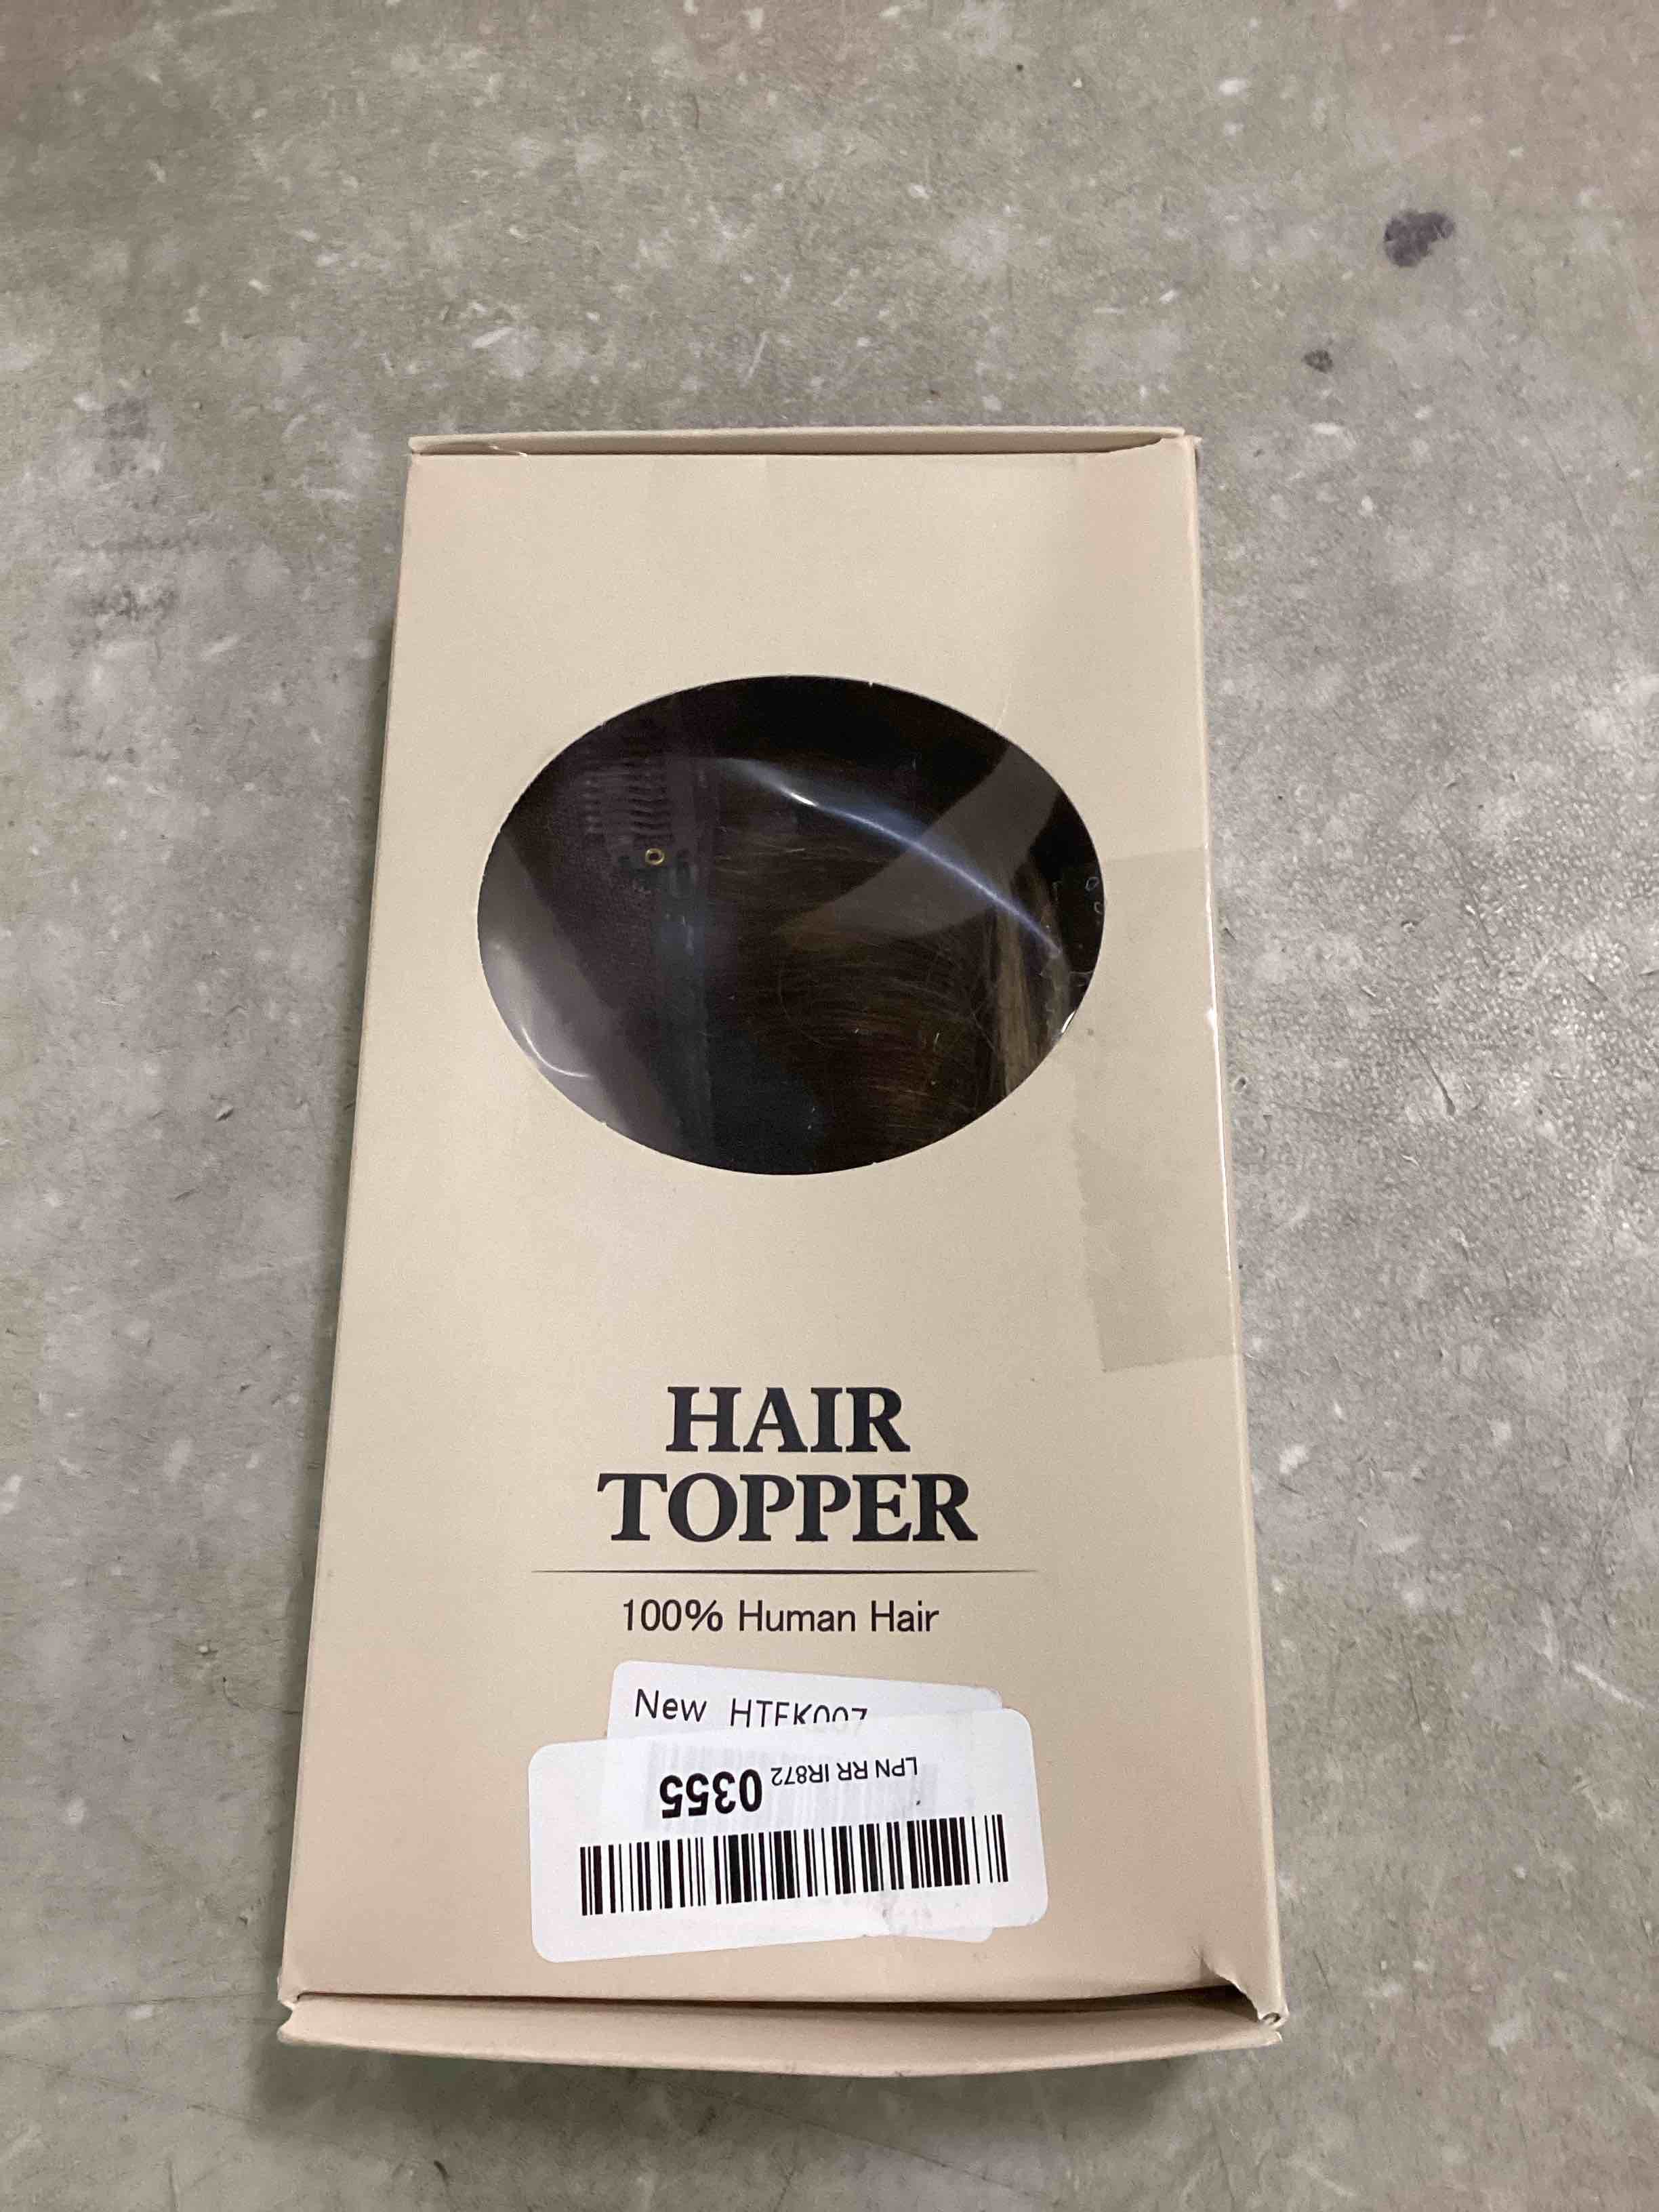 HAIR
TOPPER
100% Human Hair
New HTFK007
LPN RR IR872 0355